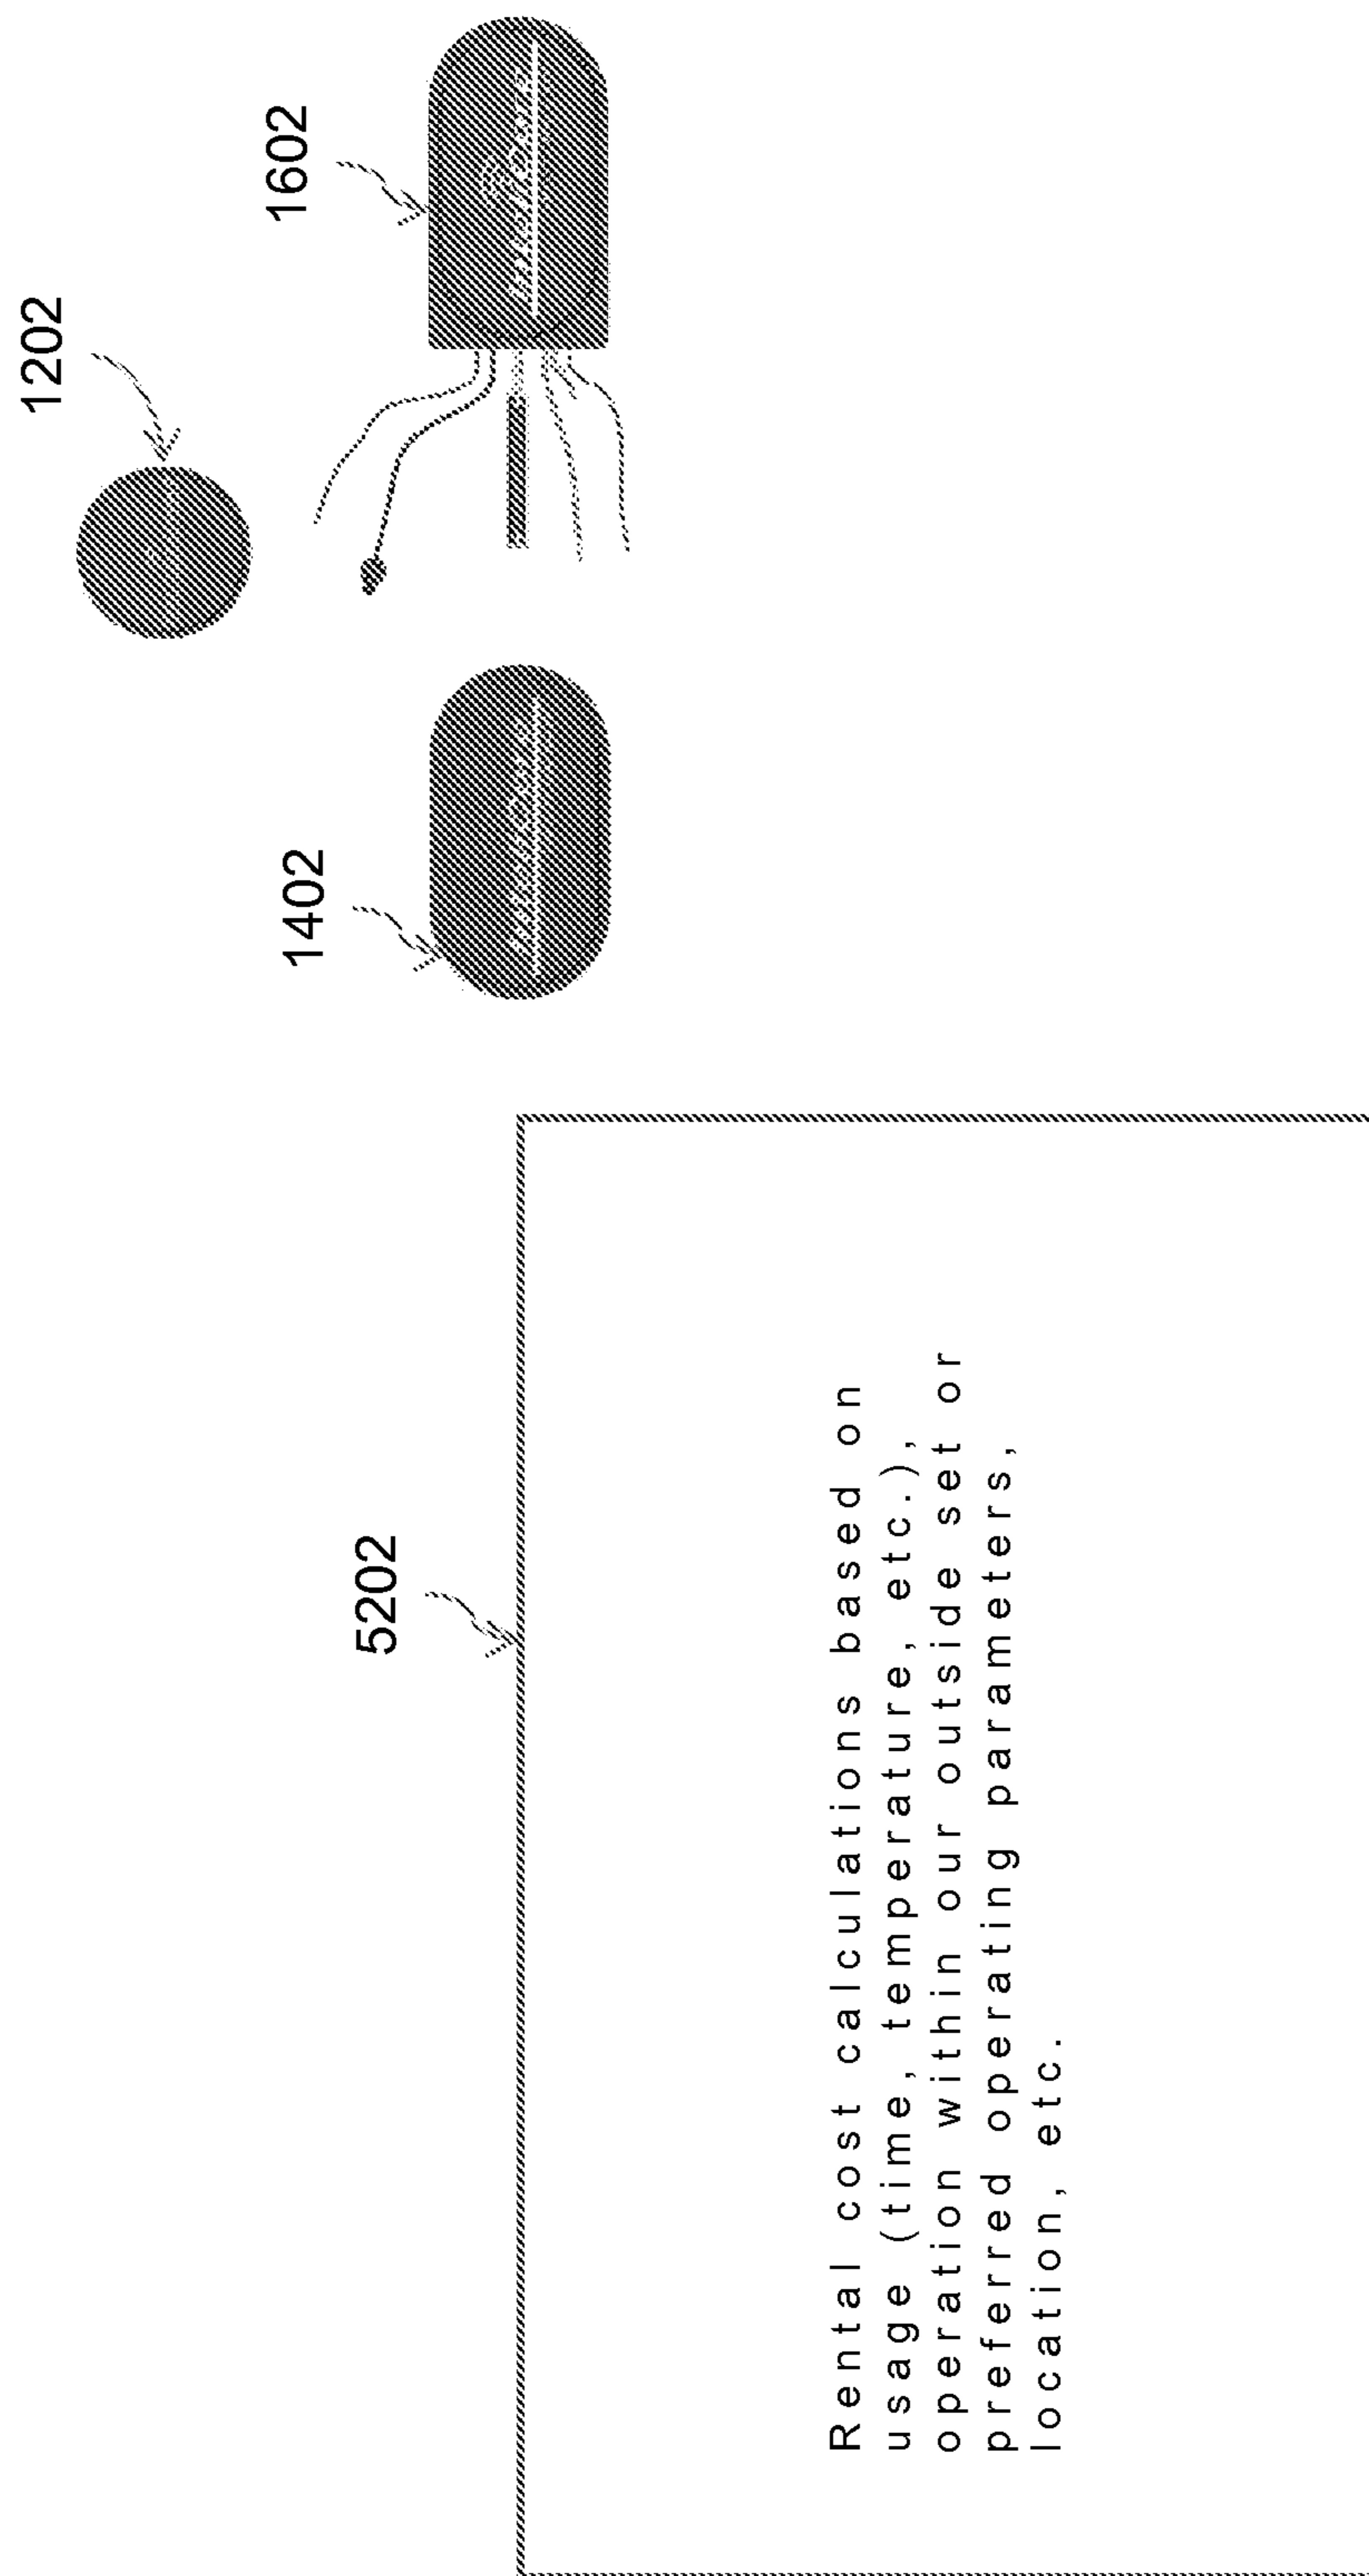 1202
1602
1402
5202
Rental cost calculations based on
usage (time, temperature, etc.),
operation within our outside set or
preferred operating parameters,
location, etc.